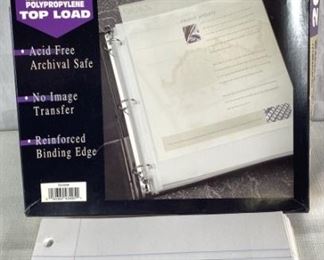 POLYPROPYLENE
TOP LOAD
• Acid Free
Archival Safe
• No Image
Transfer
• Reinforced
Binding Edge